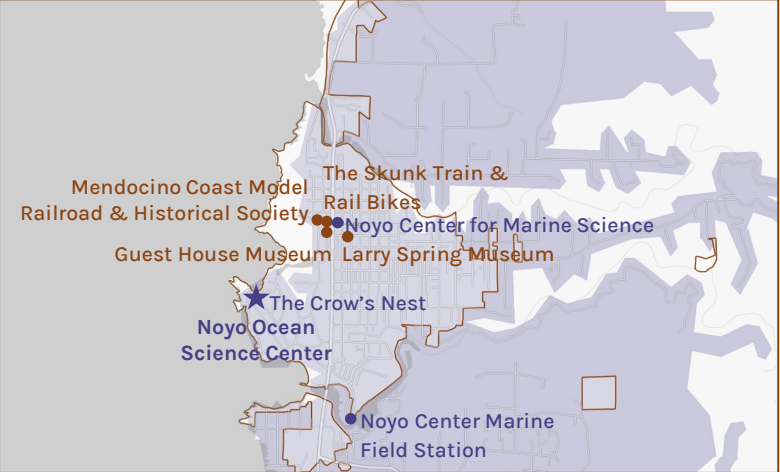 The Skunk Train &
Rail Bikes
Mendocino Coast Model
Railroad & Historical Society
Noyo Center for Marine Science
Guest House Museum
Larry Spring Museum
The Crow's Nest
Noyo Ocean
Science Center
Noyo Center Marine
Field Station